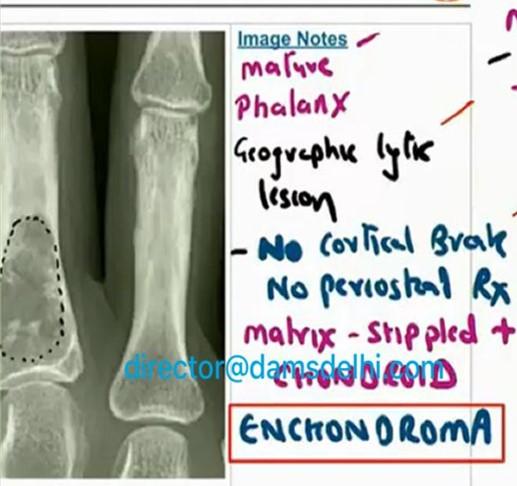 Image Notes
mature
Phalanx
Geographic lytic
lesion
- No Cortical Break
No periosteal Rx
matrix - Stippled +
director@damsdelhi.com
CHONDROID
ENCHONDROMA